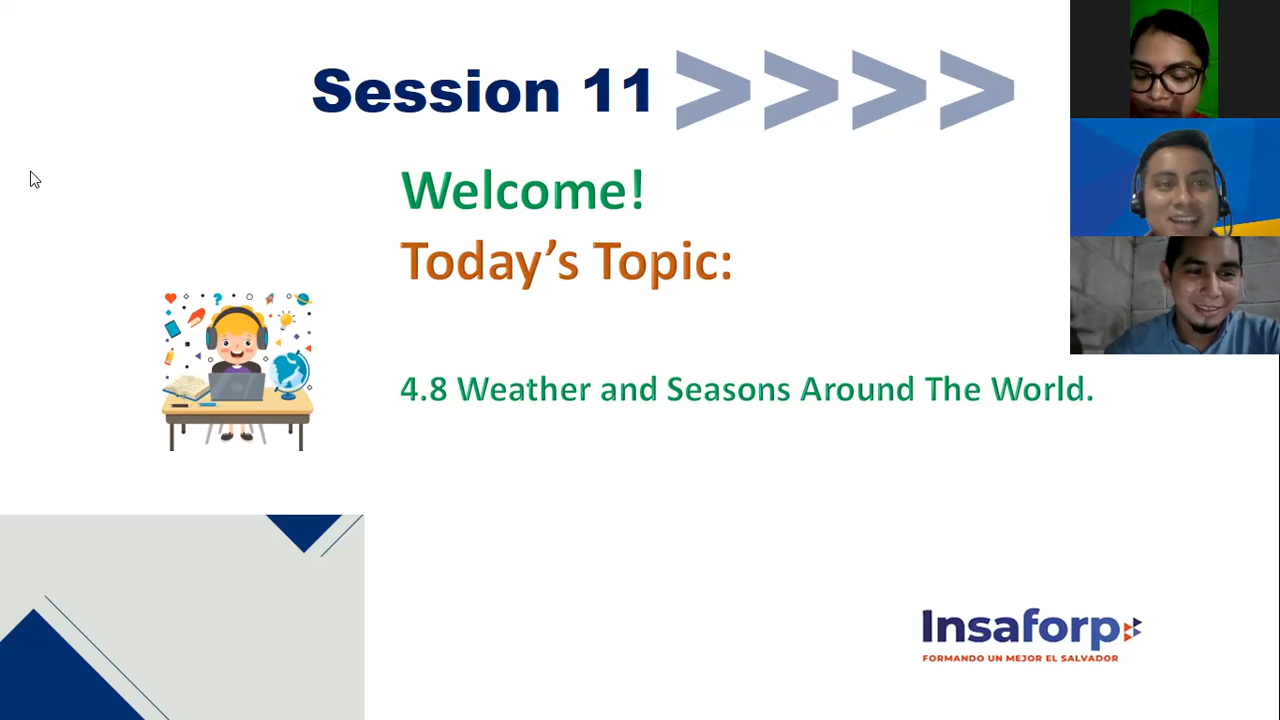 Session 11 >>>>
Welcome!
Today's Topic:
4.8 Weather and Seasons Around The World.
Insaforp
FORMANDO UN MEJOR EL SALVADOR